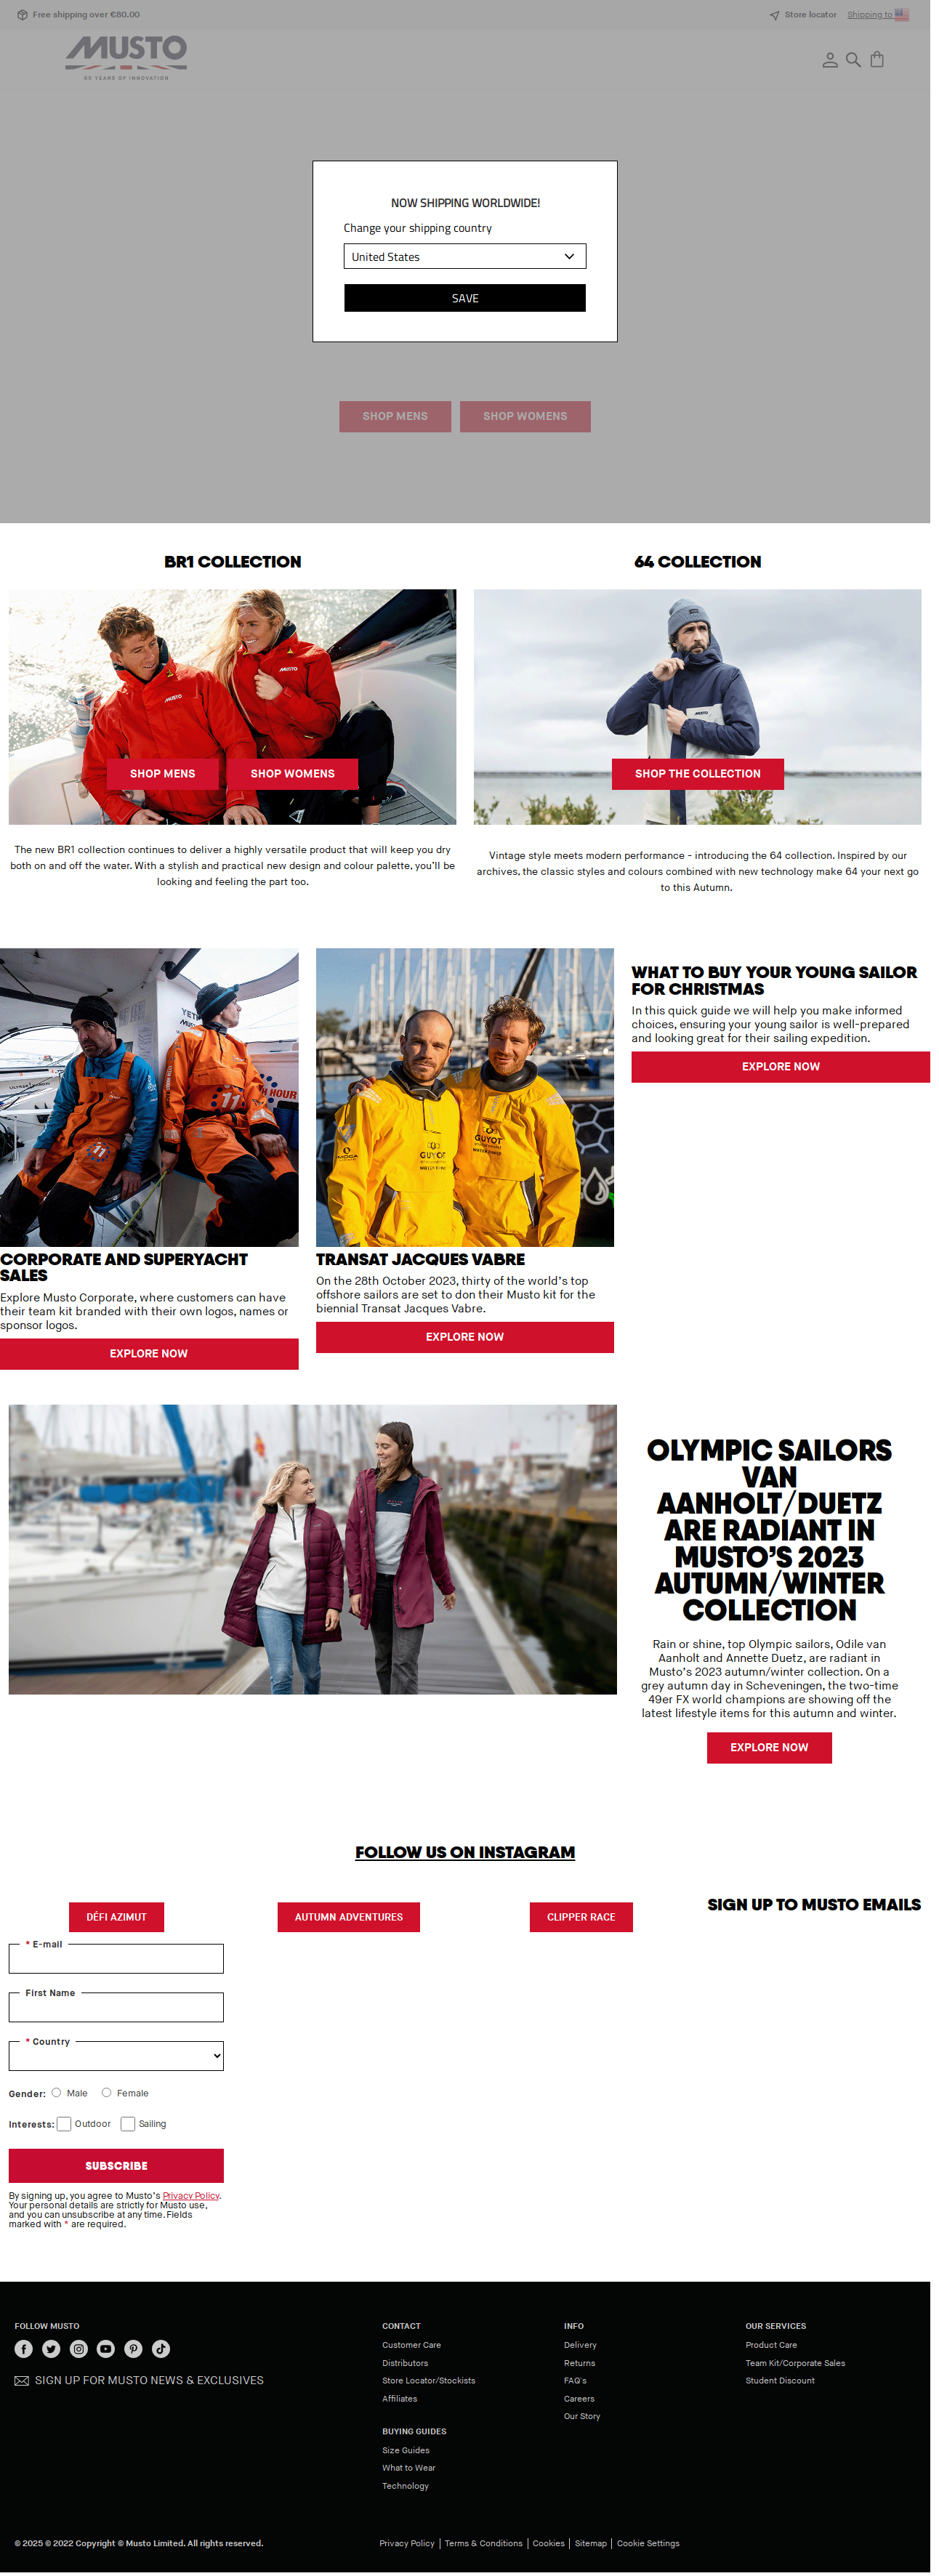 Free shipping over €80.00
Store locator
Shipping to
MUSTO
NOW SHIPPING WORLDWIDE!
Change your shipping country
United States
SAVE
SHOP MENS
SHOP WOMENS
BR1 COLLECTION
64 COLLECTION
MUSTO
MUSTO
MUSTO
SHOP MENS
SHOP WOMENS
SHOP THE COLLECTION
The new BR1 collection continues to deliver a highly versatile product that will keep you dry
both on and off the water. With a stylish and practical new design and colour palette, you'll be
looking and feeling the part too.
Vintage style meets modern performance - introducing the 64 collection. Inspired by our
archives, the classic styles and colours combined with new technology make 64 your next go
to this Autumn.
11
HOUR
GUYOT
GUYOT
WHAT TO BUY YOUR YOUNG SAILOR
FOR CHRISTMAS
In this quick guide we will help you make informed
choices, ensuring your young sailor is well-prepared
and looking great for their sailing expedition.
EXPLORE NOW
CORPORATE AND SUPERYACHT
SALES
Explore Musto Corporate, where customers can have
their team kit branded with their own logos, names or
sponsor logos.
EXPLORE NOW
TRANSAT JACQUES VABRE
On the 28th October 2023, thirty of the world's top
offshore sailors are set to don their Musto kit for the
biennial Transat Jacques Vabre.
EXPLORE NOW
OLYMPIC SAILORS
VAN
AANHOLT/DUETZ
ARE RADIANT IN
MUSTO'S 2023
AUTUMN/WINTER
COLLECTION
Rain or shine, top Olympic sailors, Odile van
Aanholt and Annette Duetz, are radiant in
Musto's 2023 autumn/winter collection. On a
grey autumn day in Scheveningen, the two-time
49er FX world champions are showing off the
latest lifestyle items for this autumn and winter.
EXPLORE NOW
FOLLOW US ON INSTAGRAM
DÉFI AZIMUT
AUTUMN ADVENTURES
CLIPPER RACE
SIGN UP TO MUSTO EMAILS
* E-mail
First Name
* Country
Gender: Male Female
Interests: Outdoor Sailing
SUBSCRIBE
By signing up, you agree to Musto's Privacy Policy.
Your personal details are strictly for Musto use,
and you can unsubscribe at any time. Fields
marked with * are required.
FOLLOW MUSTO
SIGN UP FOR MUSTO NEWS & EXCLUSIVES
CONTACT
Customer Care
Distributors
Store Locator/Stockists
Affiliates
BUYING GUIDES
Size Guides
What to Wear
Technology
INFO
Delivery
Returns
FAQ's
Careers
Our Story
OUR SERVICES
Product Care
Team Kit/Corporate Sales
Student Discount
© 2025 © 2022 Copyright © Musto Limited. All rights reserved.
Privacy Policy | Terms & Conditions | Cookies | Sitemap | Cookie Settings